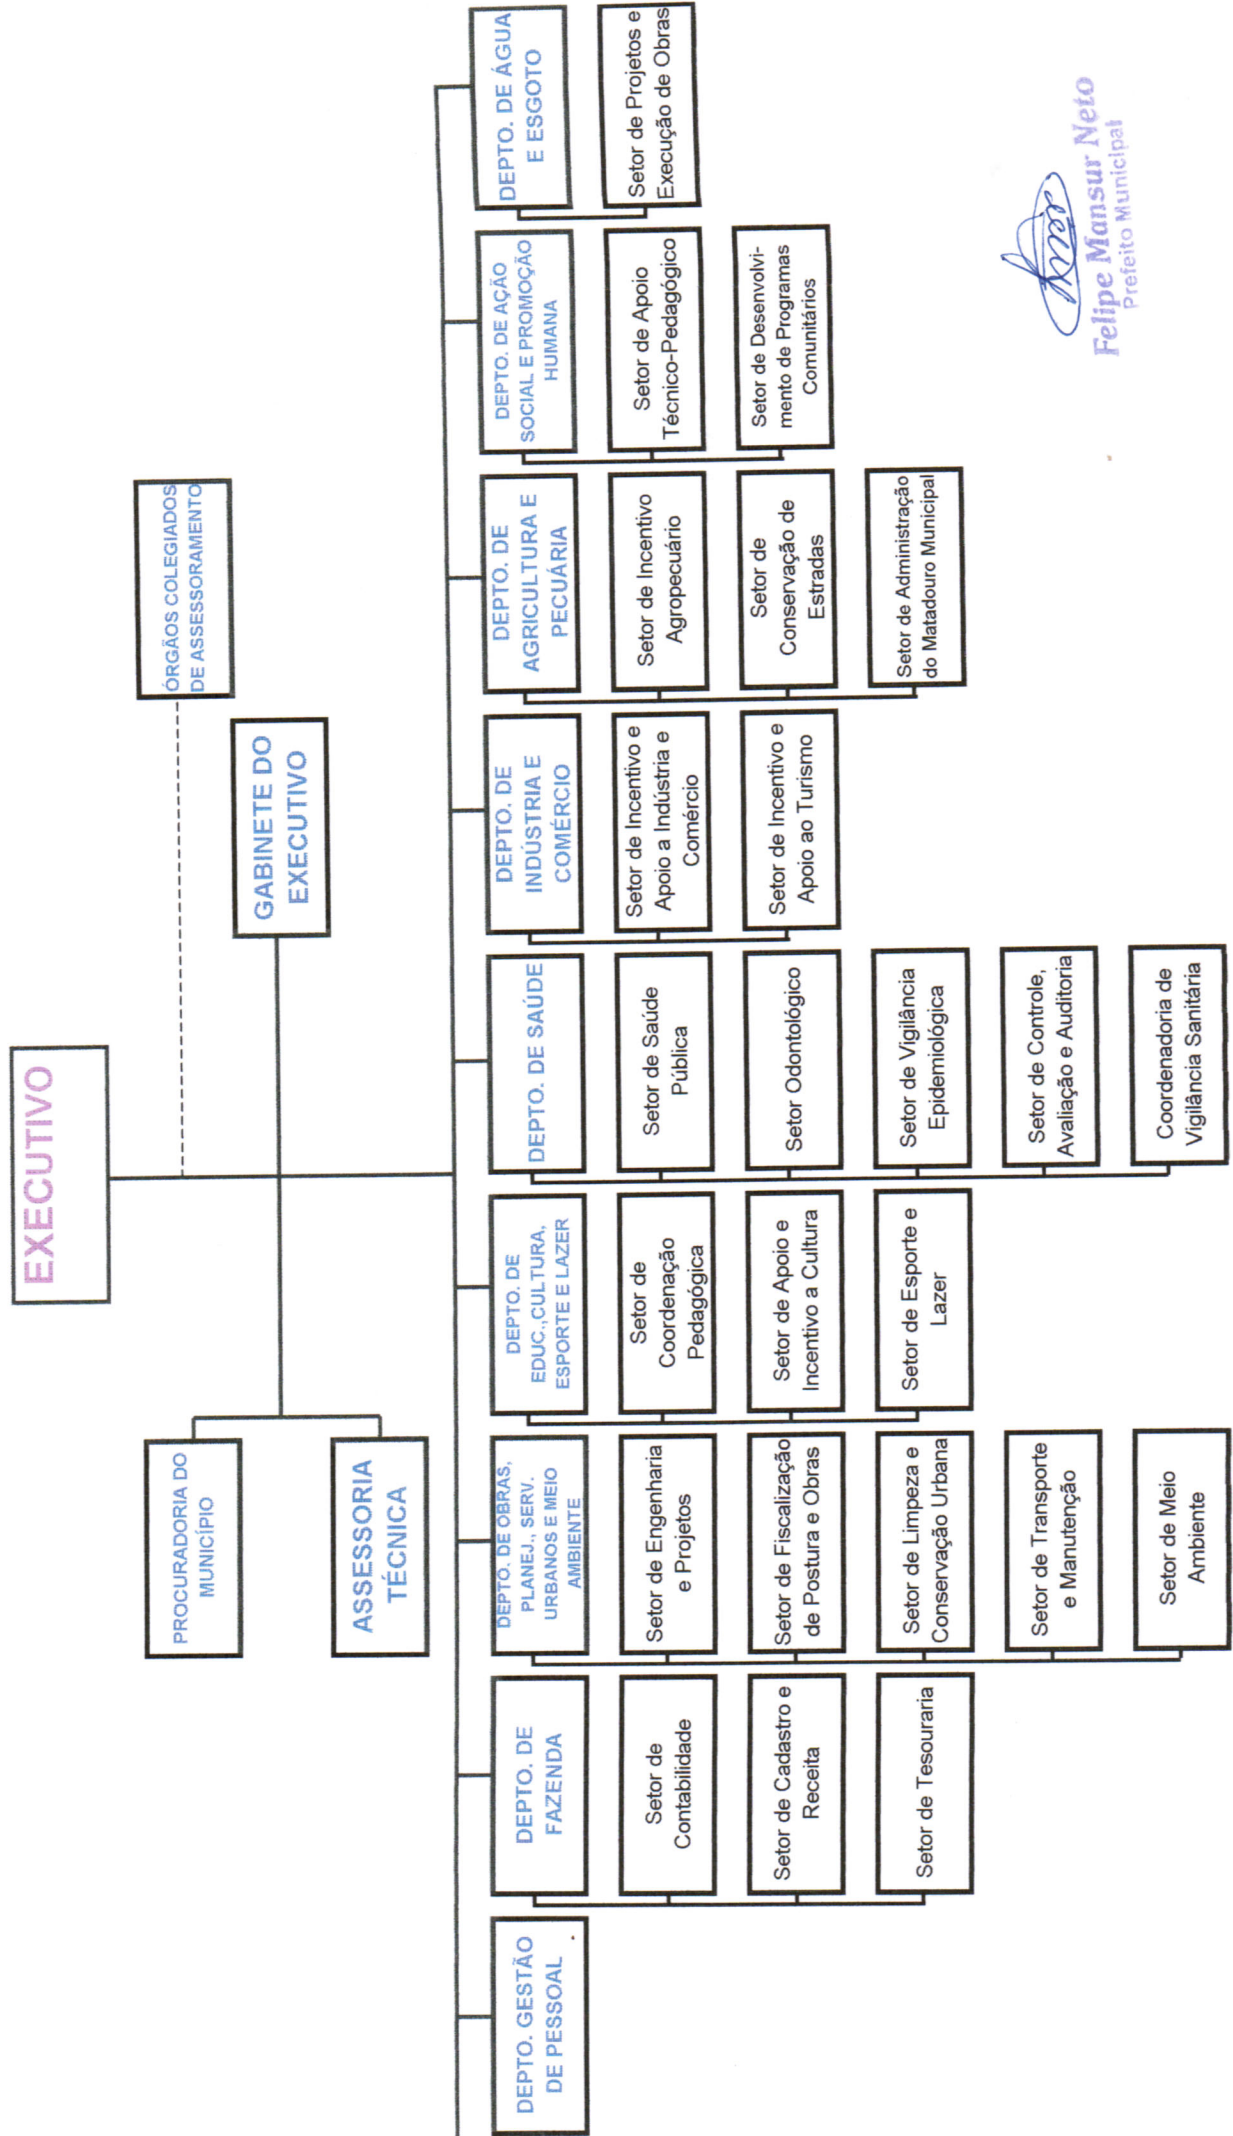 EXECUTIVO
ÓRGÃOS COLEGIADOS
DE ASSESSORAMENTO
GABINETE DO
EXECUTIVO
PROCURADORIA DO
MUNICÍPIO
ASSESSORIA
TÉCNICA
DEPTO. GESTÃO
DE PESSOAL
DEPTO. DE
FAZENDA
Setor de
Contabilidade
Setor de Cadastro e
Receita
Setor de Tesouraria
DEPTO. DE OBRAS,
PLANEJ., SERV.
URBANOS E MEIO
AMBIENTE
Setor de Engenharia
e Projetos
Setor de Fiscalização
de Postura e Obras
Setor de Limpeza e
Conservação Urbana
Setor de Transporte
e Manutenção
Setor de Meio
Ambiente
DEPTO. DE
EDUC.,CULTURA,
ESPORTE E LAZER
Setor de
Coordenação
Pedagógica
Setor de Apoio e
Incentivo a Cultura
Setor de Esporte e
Lazer
DEPTO. DE SAÚDE
Setor de Saúde
Pública
Setor Odontológico
Setor de Vigilância
Epidemiológica
Setor de Controle,
Avaliação e Auditoria
Coordenadoria de
Vigilância Sanitária
DEPTO. DE
INDÚSTRIA E
COMÉRCIO
Setor de Incentivo e
Apoio a Indústria e
Comércio
Setor de Incentivo e
Apoio ao Turismo
DEPTO. DE
AGRICULTURA E
PECUÁRIA
Setor de Incentivo
Agropecuário
Setor de
Conservação de
Estradas
Setor de Administração
do Matadouro Municipal
DEPTO. DE AÇÃO
SOCIAL E PROMOÇÃO
HUMANA
Setor de Apoio
Técnico-Pedagógico
Setor de Desenvolvi-
mento de Programas
Comunitários
DEPTO. DE ÁGUA
E ESGOTO
Setor de Projetos e
Execução de Obras
Felipe Mansur Neto
Prefeito Municipal